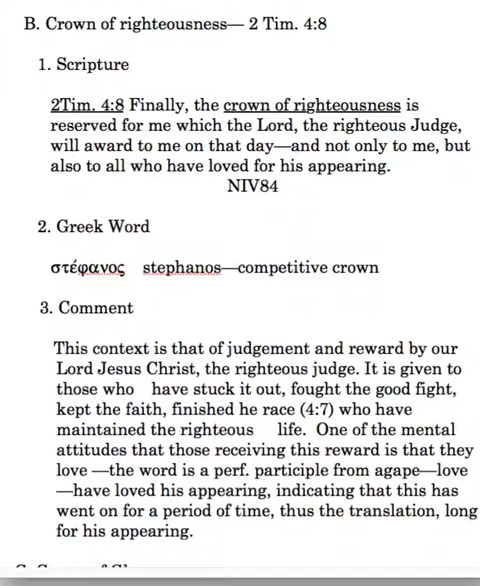 B. Crown of righteousness— 2 Tim. 4:8
1. Scripture
2Tim. 4:8 Finally, the crown of righteousness is
reserved for me which the Lord, the righteous Judge,
will award to me on that day—and not only to me, but
also to all who have loved for his appearing.
NIV84
2. Greek Word
στέφανος stephanos—competitive crown
3. Comment
This context is that of judgement and reward by our
Lord Jesus Christ, the righteous judge. It is given to
those who have stuck it out, fought the good fight,
kept the faith, finished he race (4:7) who have
maintained the righteous life. One of the mental
attitudes that those receiving this reward is that they
love —the word is a perf. participle from agape—love
—have loved his appearing, indicating that this has
went on for a period of time, thus the translation, long
for his appearing.